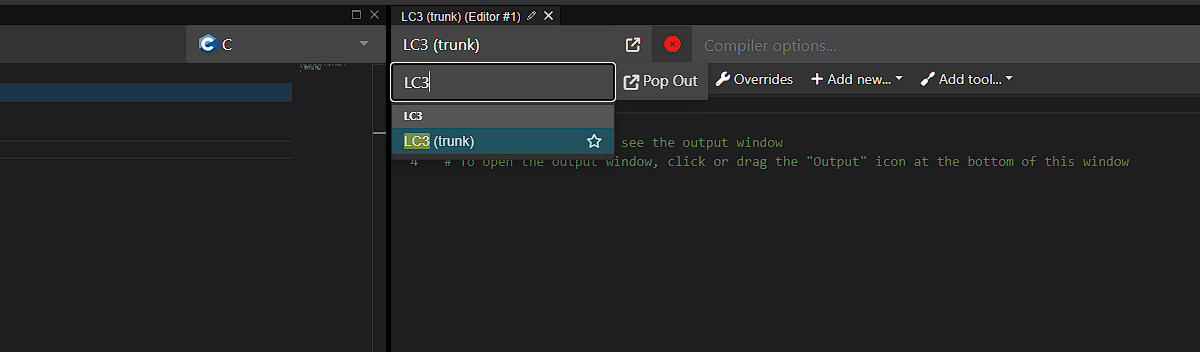 LC3 (trunk) (Editor #1)
C
LC3 (trunk)
Compiler options...
LC3
Pop Out
Overrides
Add new...
Add tool...
LC3
LC3 (trunk)
see the output window
4 # To open the output window, click or drag the "Output" icon at the bottom of this window